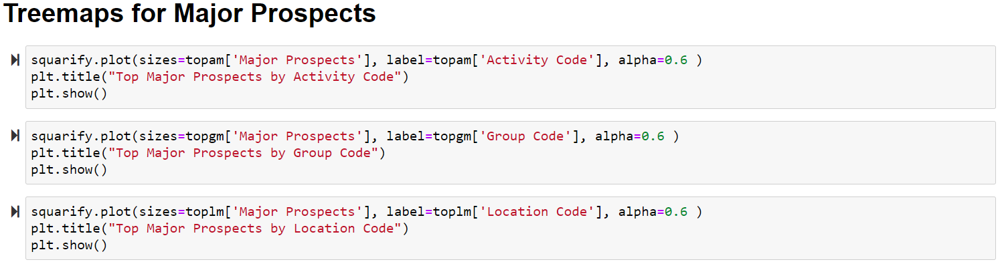 Treemaps for Major Prospects
squarify.plot(sizes=topam['Major Prospects'], label=topam['Activity Code'], alpha=0.6 )
plt.title("Top Major Prospects by Activity Code")
plt.show()
squarify.plot(sizes=topgm['Major Prospects'], label=topgm['Group Code'], alpha=0.6 )
plt.title("Top Major Prospects by Group Code")
plt.show()
squarify.plot(sizes=toplm['Major Prospects'], label=toplm['Location Code'], alpha=0.6 )
plt.title("Top Major Prospects by Location Code")
plt.show()